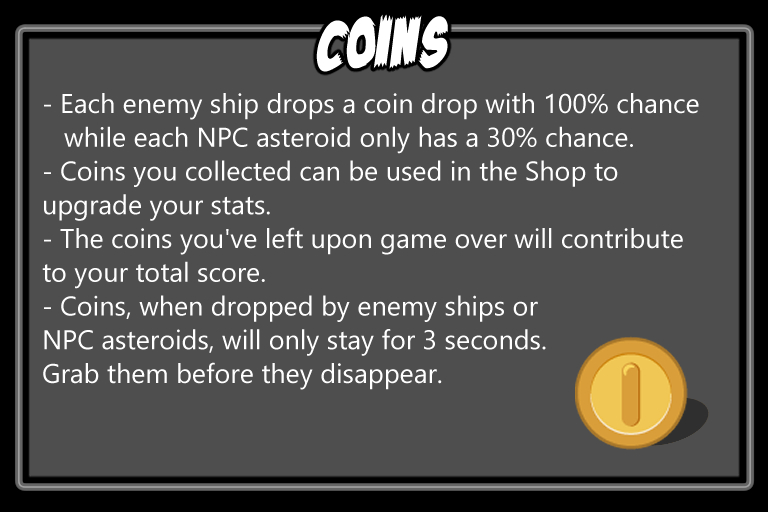 COINS
- Each enemy ship drops a coin drop with 100% chance
while each NPC asteroid only has a 30% chance.
- Coins you collected can be used in the Shop to
upgrade your stats.
- The coins you've left upon game over will contribute
to your total score.
- Coins, when dropped by enemy ships or
NPC asteroids, will only stay for 3 seconds.
Grab them before they disappear.